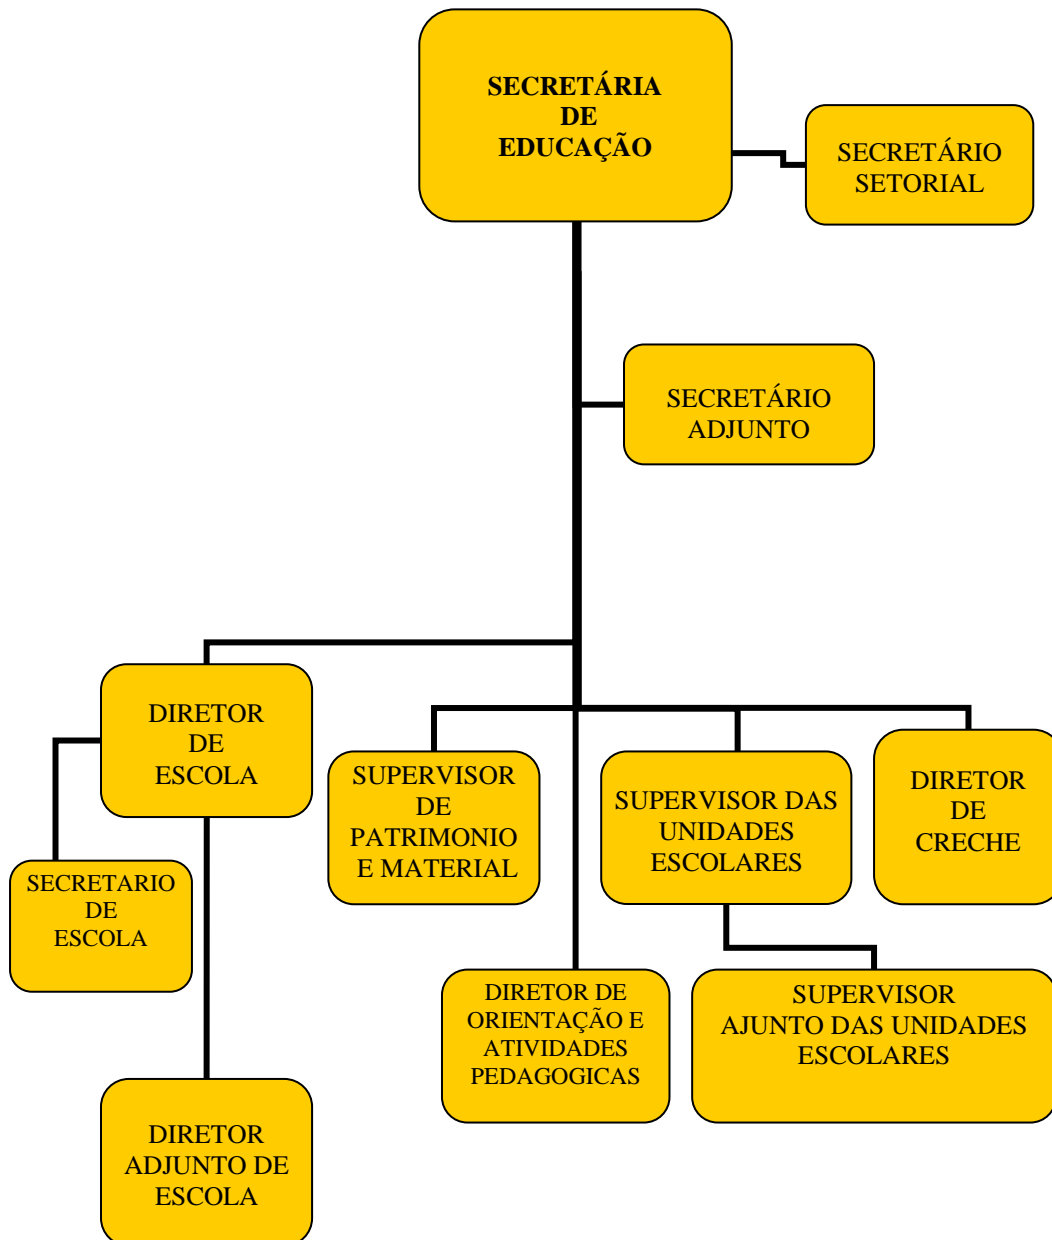 SECRETÁRIA
DE
EDUCAÇÃO
SECRETÁRIO
SETORIAL
SECRETÁRIO
ADJUNTO
DIRETOR
DE
ESCOLA
SUPERVISOR
DE
PATRIMONIO
E MATERIAL
SUPERVISOR DAS
UNIDADES
ESCOLARES
DIRETOR
DE
CRECHE
SECRETARIO
DE
ESCOLA
DIRETOR DE
ORIENTAÇÃO E
ATIVIDADES
PEDAGOGICAS
SUPERVISOR
AJUNTO DAS UNIDADES
ESCOLARES
DIRETOR
ADJUNTO DE
ESCOLA